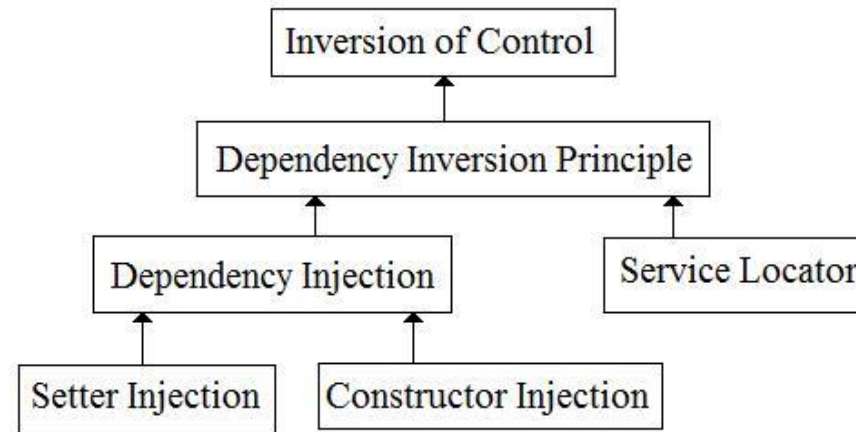 Inversion of Control
Dependency Inversion Principle
Dependency Injection
Service Locator
Setter Injection
Constructor Injection